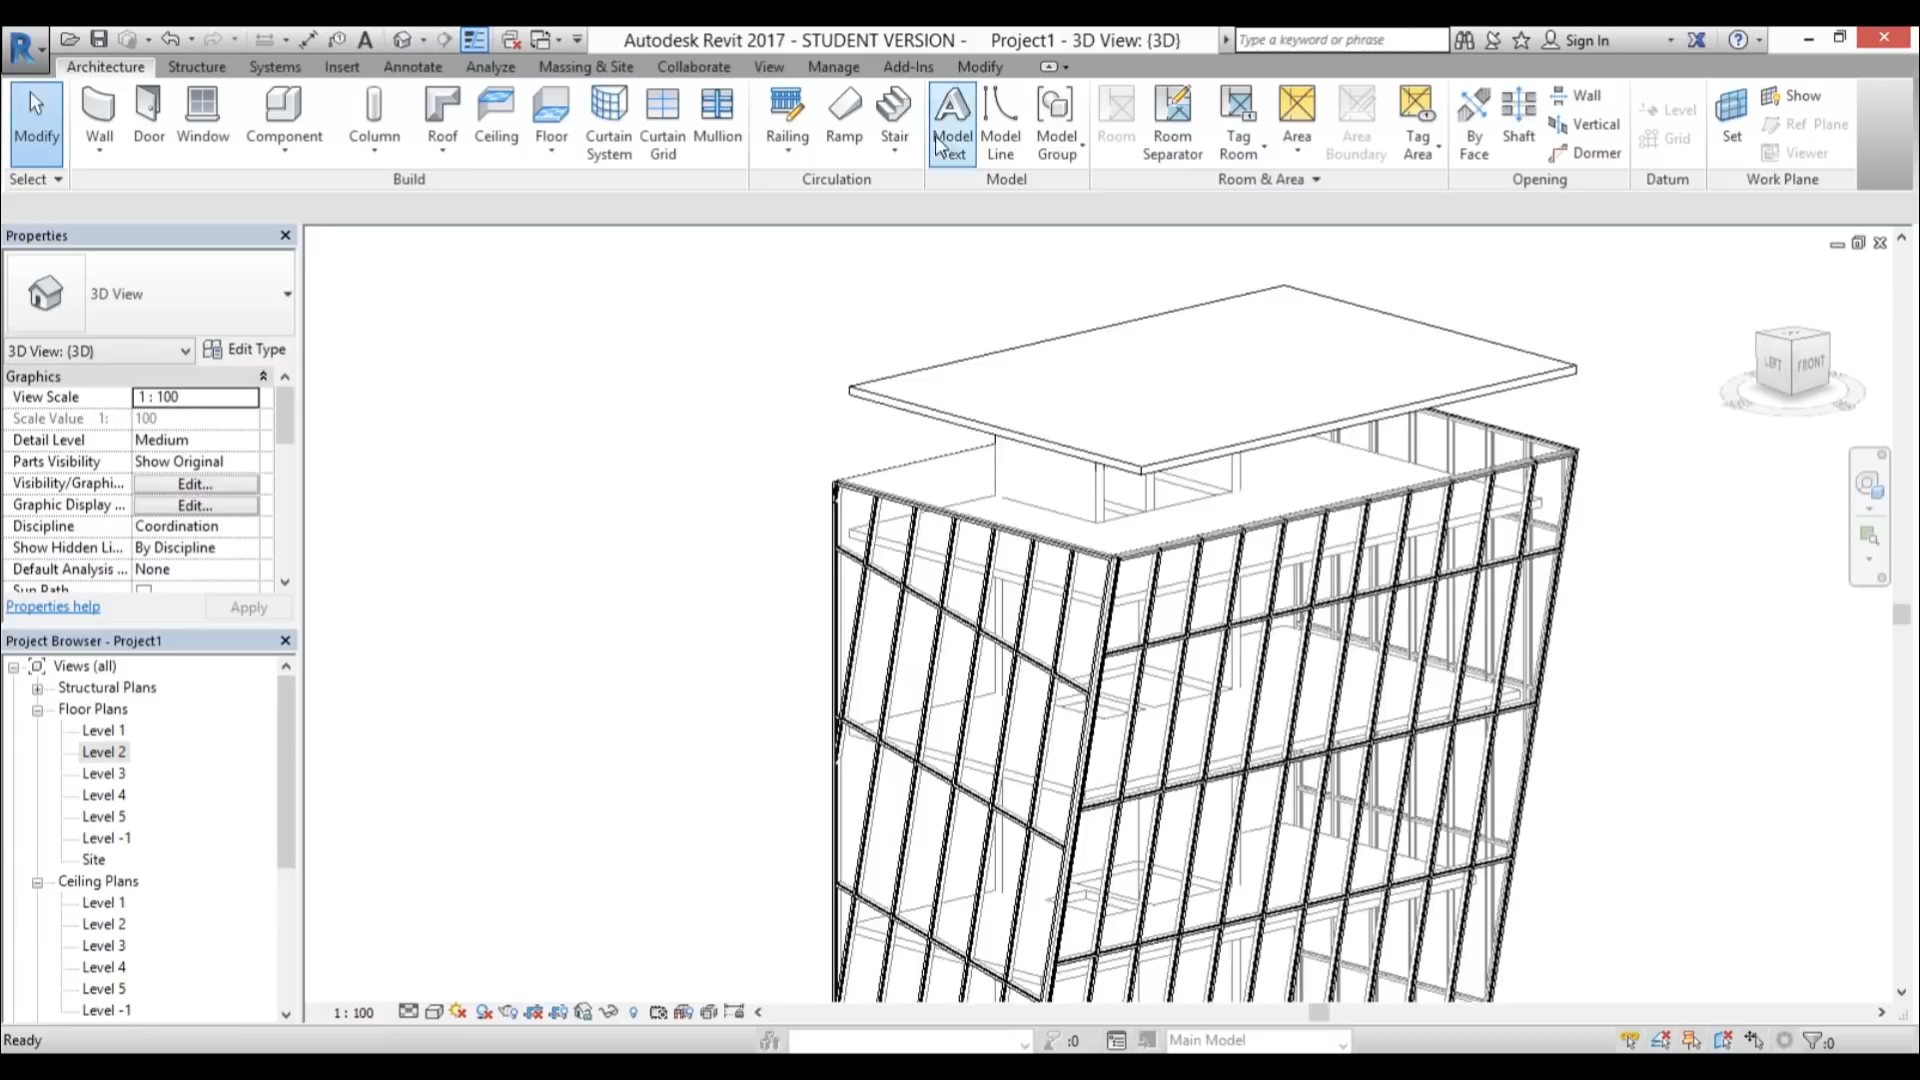 Autodesk Revit 2017 - STUDENT VERSION - Project1 - 3D View: {3D}
Type a keyword or phrase
Sign In
Architecture Structure Systems Insert Annotate Analyze Massing & Site Collaborate View Manage Add-Ins Modify
Modify Wall Door Window Component Column Roof Ceiling Floor Curtain System Curtain Grid Mullion Railing Ramp Stair Model Text Model Line Model Group Room Room Separator Tag Room Area Area Boundary Tag Area By Face Shaft Wall Vertical Dormer Level Grid Set Show Ref Plane Viewer
Select Build Circulation Model Room & Area Opening Datum Work Plane
Properties
3D View
3D View: {3D} Edit Type
Graphics
View Scale 1 : 100
Scale Value 1: 100
Detail Level Medium
Parts Visibility Show Original
Visibility/Graphi... Edit...
Graphic Display ... Edit...
Discipline Coordination
Show Hidden Li... By Discipline
Default Analysis ... None
Sun Path
Properties help Apply
Project Browser - Project1
Views (all)
Structural Plans
Floor Plans
Level 1
Level 2
Level 3
Level 4
Level 5
Level -1
Site
Ceiling Plans
Level 1
Level 2
Level 3
Level 4
Level 5
Level -1
LEFT FRONT
1 : 100
Ready
:0
Main Model
:0